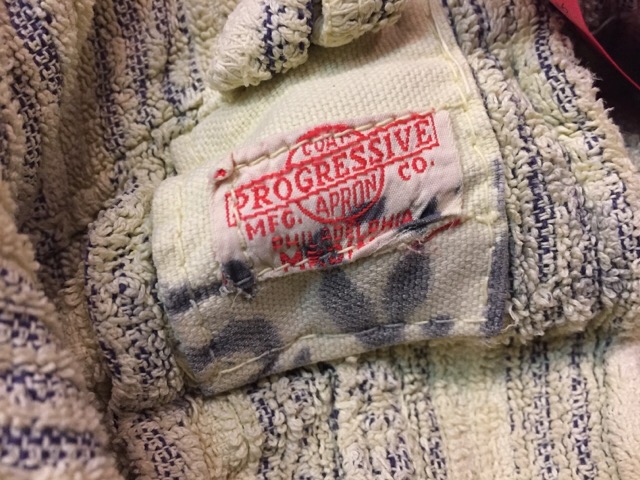 COAT
PROGRESSIVE
MFG. APRON CO.
PHILADELPHIA